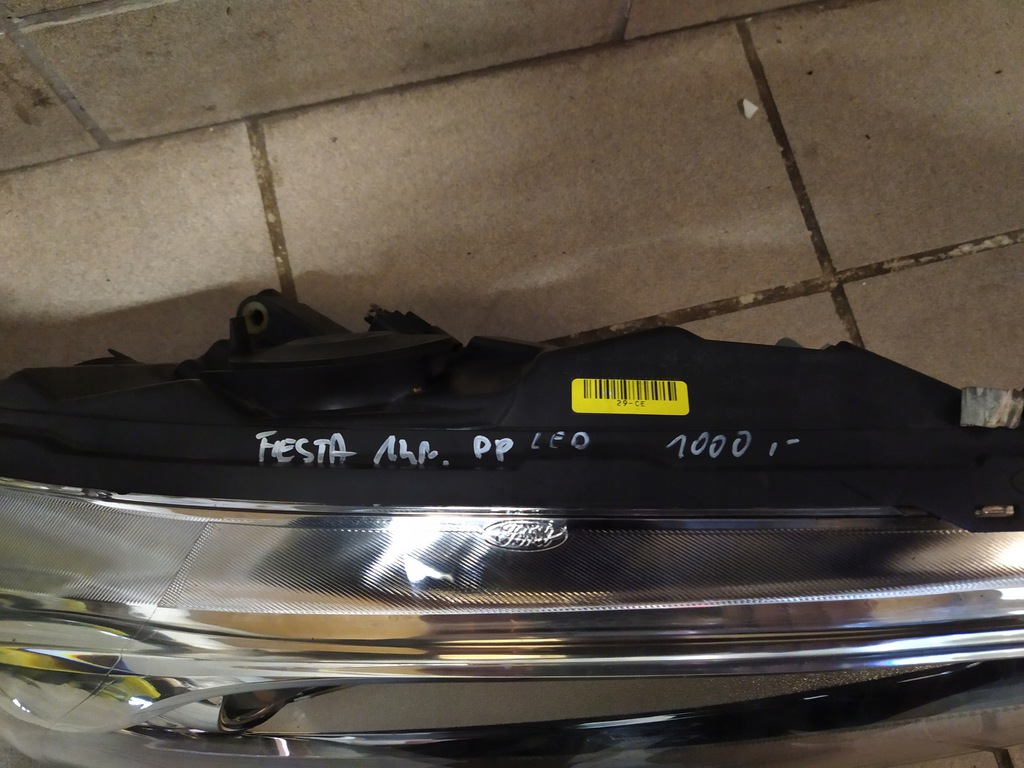 29-CE
FIESTA 14r. PP LED 1000,-
Ford